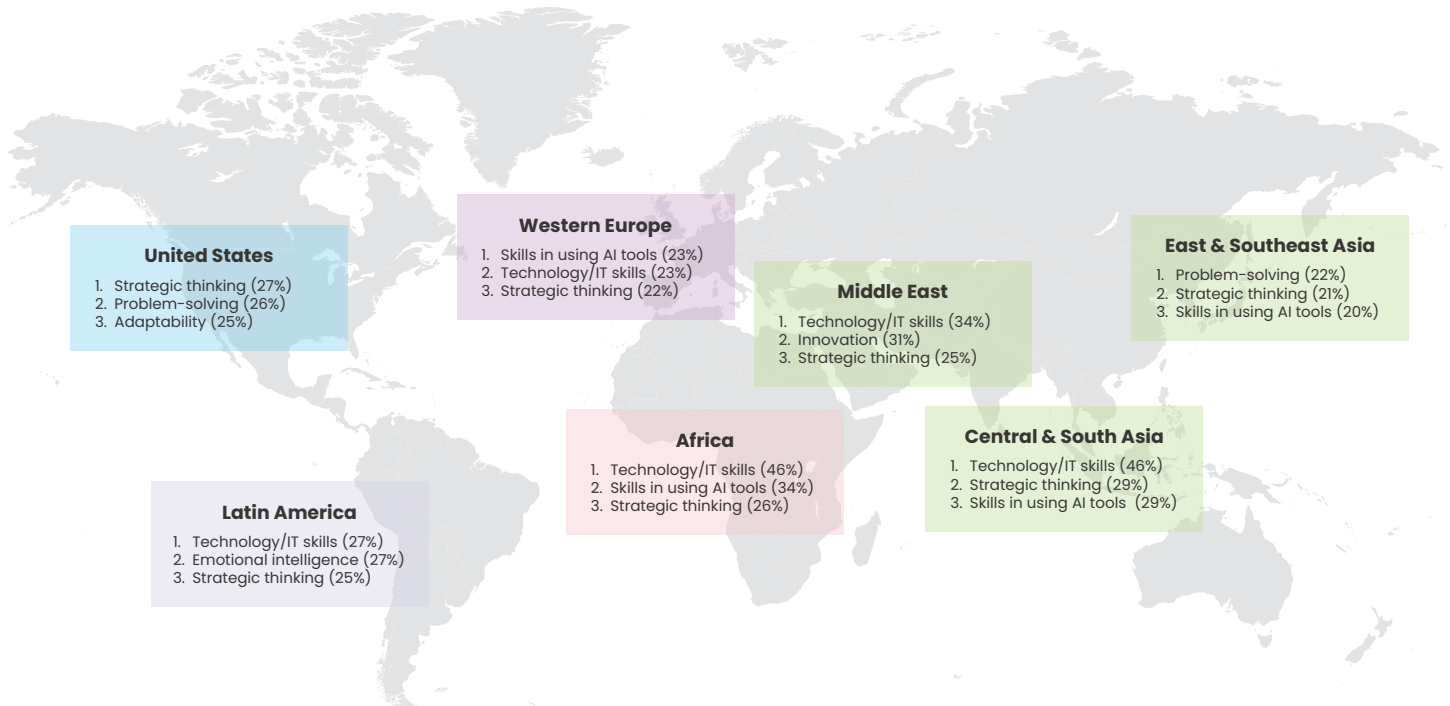 United States
1. Strategic thinking (27%)
2. Problem-solving (26%)
3. Adaptability (25%)
Western Europe
1. Skills in using AI tools (23%)
2. Technology/IT skills (23%)
3. Strategic thinking (22%)
Middle East
1. Technology/IT skills (34%)
2. Innovation (31%)
3. Strategic thinking (25%)
East & Southeast Asia
1. Problem-solving (22%)
2. Strategic thinking (21%)
3. Skills in using AI tools (20%)
Latin America
1. Technology/IT skills (27%)
2. Emotional intelligence (27%)
3. Strategic thinking (25%)
Africa
1. Technology/IT skills (46%)
2. Skills in using AI tools (34%)
3. Strategic thinking (26%)
Central & South Asia
1. Technology/IT skills (46%)
2. Strategic thinking (29%)
3. Skills in using AI tools (29%)